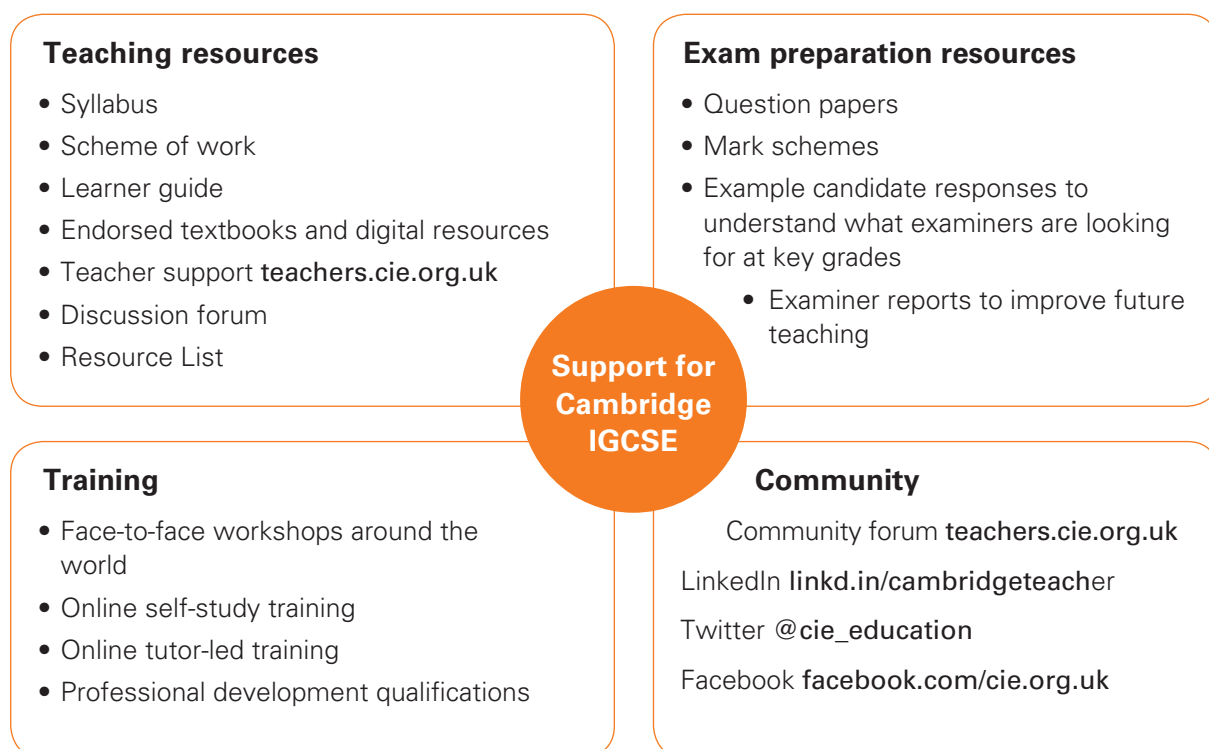 Teaching resources
• Syllabus
• Scheme of work
• Learner guide
• Endorsed textbooks and digital resources
• Teacher support teachers.cie.org.uk
• Discussion forum
• Resource List
Exam preparation resources
• Question papers
• Mark schemes
• Example candidate responses to
understand what examiners are looking
for at key grades
• Examiner reports to improve future
teaching
Support for
Cambridge
IGCSE
Training
• Face-to-face workshops around the
world
• Online self-study training
• Online tutor-led training
• Professional development qualifications
Community
Community forum teachers.cie.org.uk
LinkedIn linkd.in/cambridgeteacher
Twitter @cie_education
Facebook facebook.com/cie.org.uk